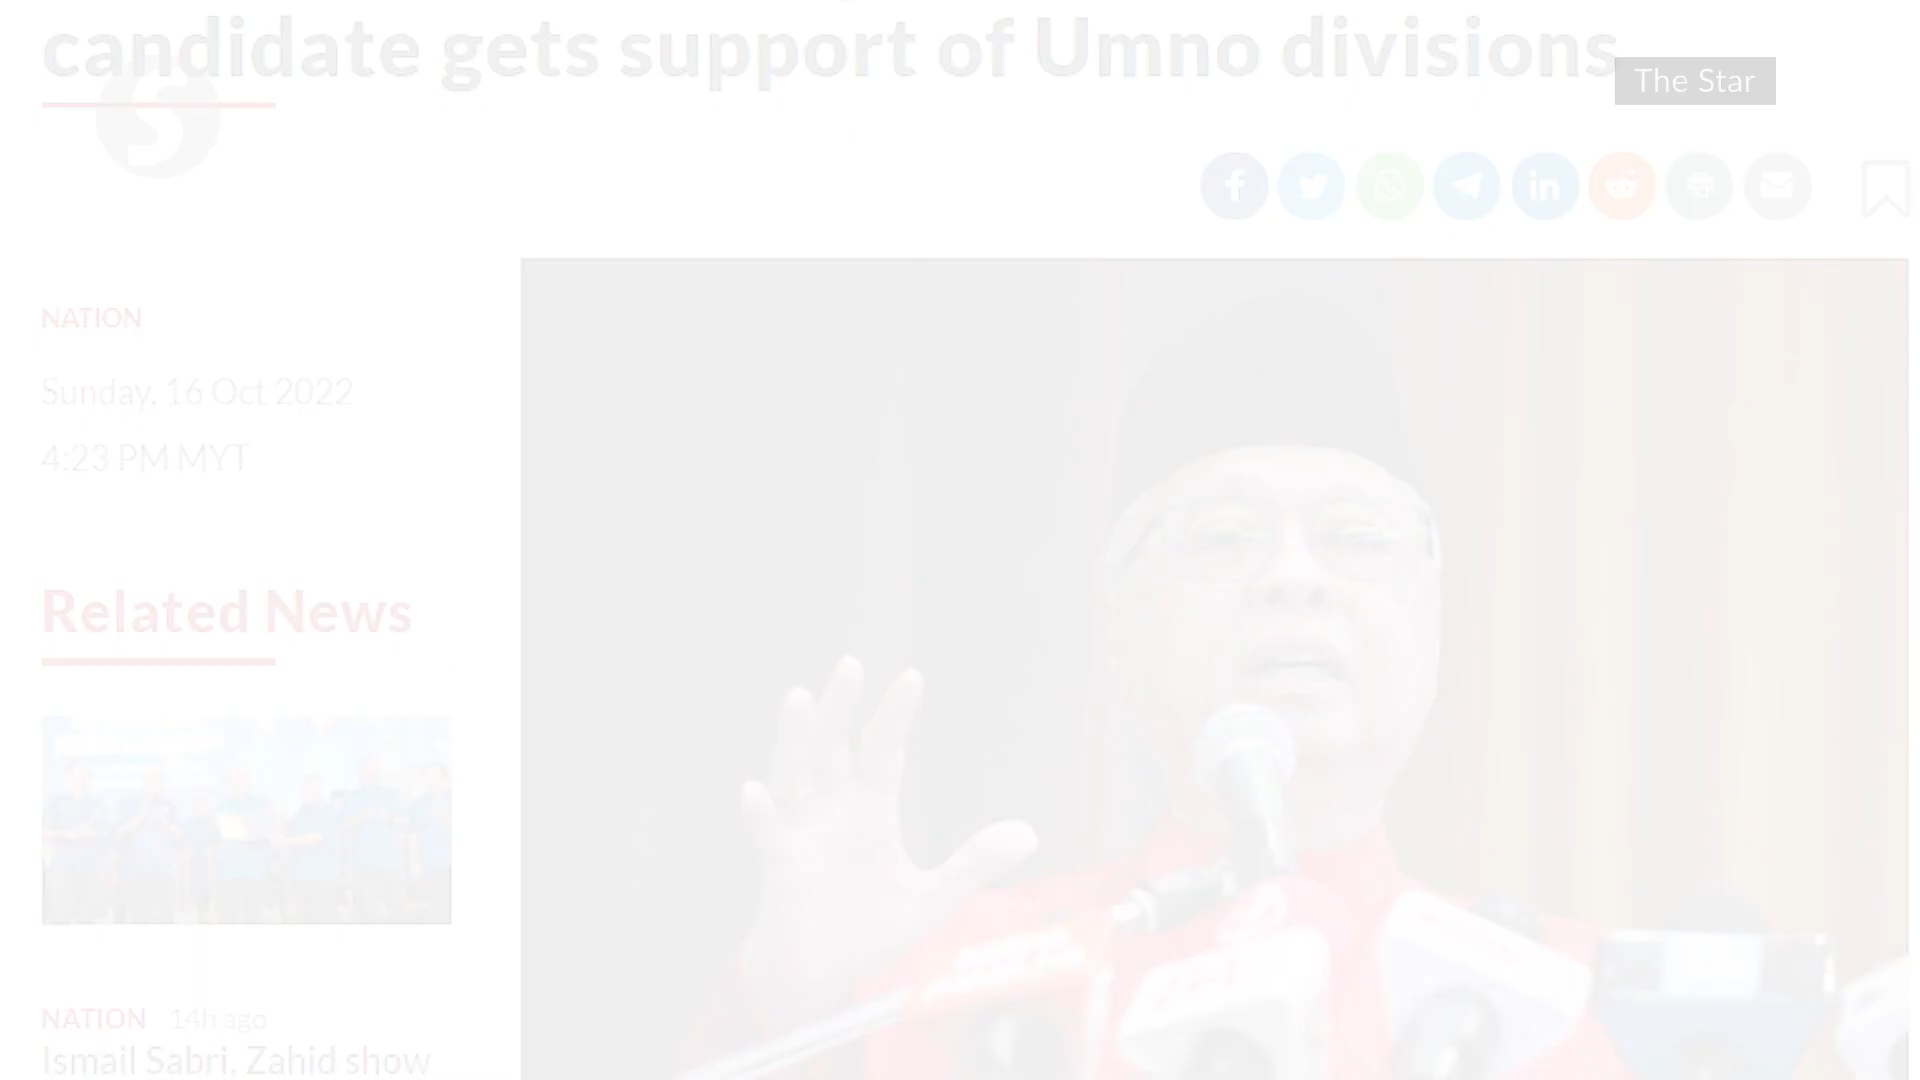 candidate gets support of Umno divisions
The Star
NATION
Sunday, 16 Oct 2022
4:23 PM MYT
Related News
NATION 14h ago
Ismail Sabri, Zahid show